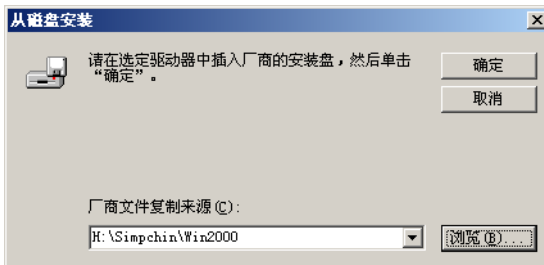 从磁盘安装
请在选定驱动器中插入厂商的安装盘，然后单击
“确定”。
确定
取消
厂商文件复制来源(C):
H:\Simpchin\Win2000
浏览(B)...